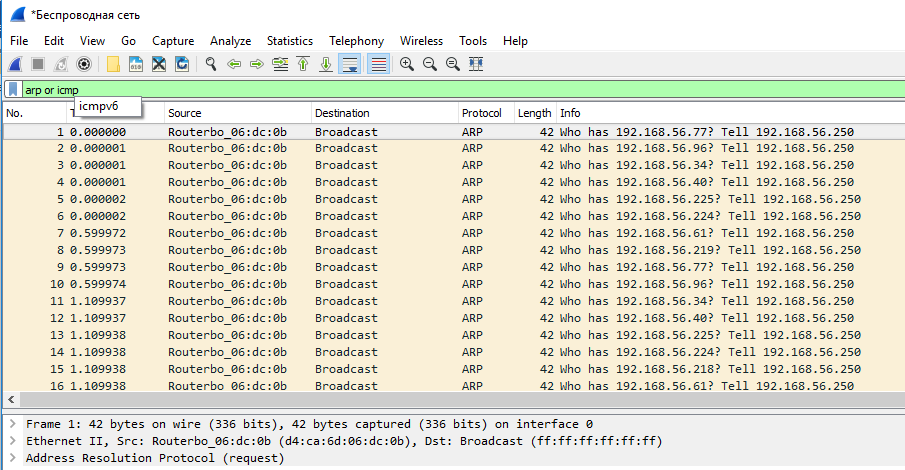 *Беспроводная сеть
File Edit View Go Capture Analyze Statistics Telephony Wireless Tools Help
arp or icmp
icmpv6
No. T Source Destination Protocol Length Info
1 0.000000 Routerbo_06:dc:0b Broadcast ARP 42 Who has 192.168.56.77? Tell 192.168.56.250
2 0.000001 Routerbo_06:dc:0b Broadcast ARP 42 Who has 192.168.56.96? Tell 192.168.56.250
3 0.000001 Routerbo_06:dc:0b Broadcast ARP 42 Who has 192.168.56.34? Tell 192.168.56.250
4 0.000001 Routerbo_06:dc:0b Broadcast ARP 42 Who has 192.168.56.40? Tell 192.168.56.250
5 0.000002 Routerbo_06:dc:0b Broadcast ARP 42 Who has 192.168.56.225? Tell 192.168.56.250
6 0.000002 Routerbo_06:dc:0b Broadcast ARP 42 Who has 192.168.56.224? Tell 192.168.56.250
7 0.599972 Routerbo_06:dc:0b Broadcast ARP 42 Who has 192.168.56.61? Tell 192.168.56.250
8 0.599973 Routerbo_06:dc:0b Broadcast ARP 42 Who has 192.168.56.219? Tell 192.168.56.250
9 0.599973 Routerbo_06:dc:0b Broadcast ARP 42 Who has 192.168.56.77? Tell 192.168.56.250
10 0.599974 Routerbo_06:dc:0b Broadcast ARP 42 Who has 192.168.56.96? Tell 192.168.56.250
11 1.109937 Routerbo_06:dc:0b Broadcast ARP 42 Who has 192.168.56.34? Tell 192.168.56.250
12 1.109937 Routerbo_06:dc:0b Broadcast ARP 42 Who has 192.168.56.40? Tell 192.168.56.250
13 1.109938 Routerbo_06:dc:0b Broadcast ARP 42 Who has 192.168.56.225? Tell 192.168.56.250
14 1.109938 Routerbo_06:dc:0b Broadcast ARP 42 Who has 192.168.56.224? Tell 192.168.56.250
15 1.109938 Routerbo_06:dc:0b Broadcast ARP 42 Who has 192.168.56.218? Tell 192.168.56.250
16 1.109938 Routerbo_06:dc:0b Broadcast ARP 42 Who has 192.168.56.61? Tell 192.168.56.250
Frame 1: 42 bytes on wire (336 bits), 42 bytes captured (336 bits) on interface 0
Ethernet II, Src: Routerbo_06:dc:0b (d4:ca:6d:06:dc:0b), Dst: Broadcast (ff:ff:ff:ff:ff:ff)
Address Resolution Protocol (request)